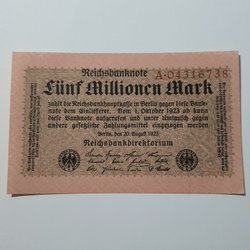 Reichsbanknote
A·04316738
Fünf Millionen Mark
zahlt die Reichsbankhauptkasse in Berlin gegen diese Bank-
note dem Einlieferer. Vom 1. Oktober 1923 ab kann
diese Banknote aufgerufen und unter Umtausch gegen
andere gesetzliche Zahlungsmittel eingezogen werden
Berlin, den 20. August 1923
Reichsbankdirektorium